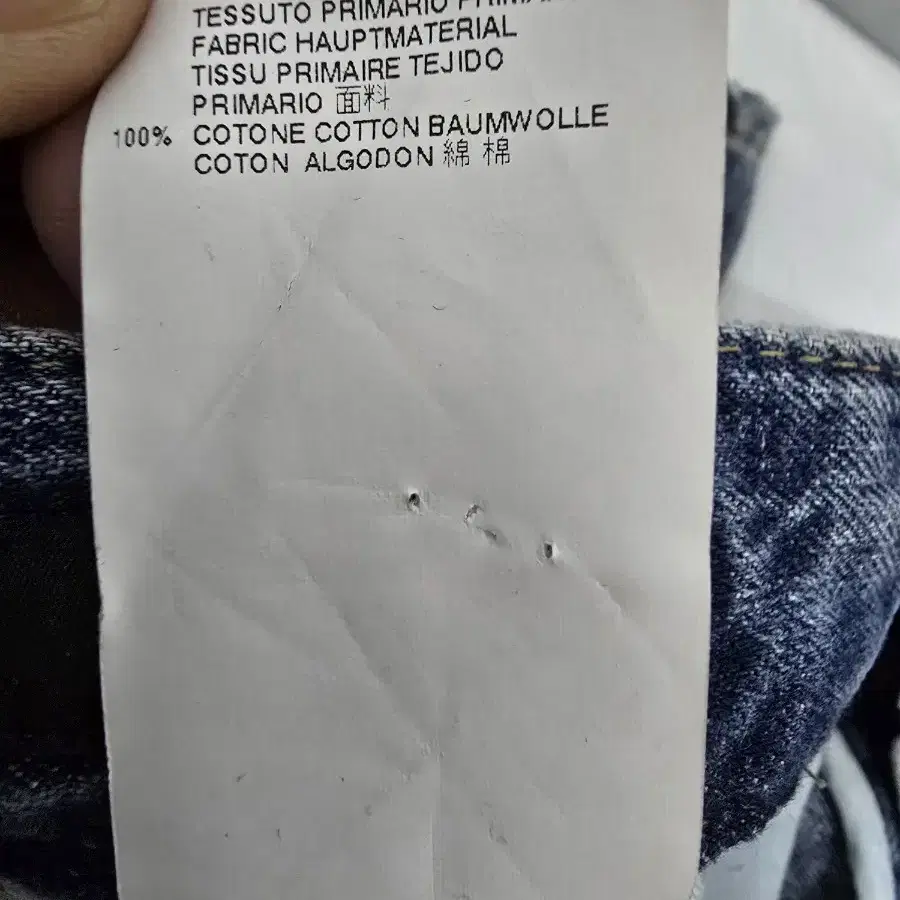 TESSUTO PRIMARIO
FABRIC HAUPTMATERIAL
TISSU PRIMAIRE TEJIDO
PRIMARIO 面料
100% COTONE COTTON BAUMWOLLE
COTON ALGODON 綿 棉